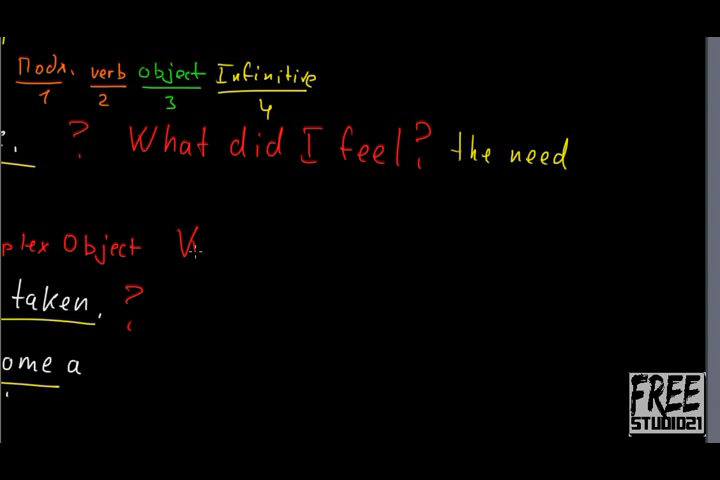 Подл. verb object Infinitive
1 2 3 4
? What did I feel? the need
plex Object V
taken. ?
ome a
FREE
STUDIO21